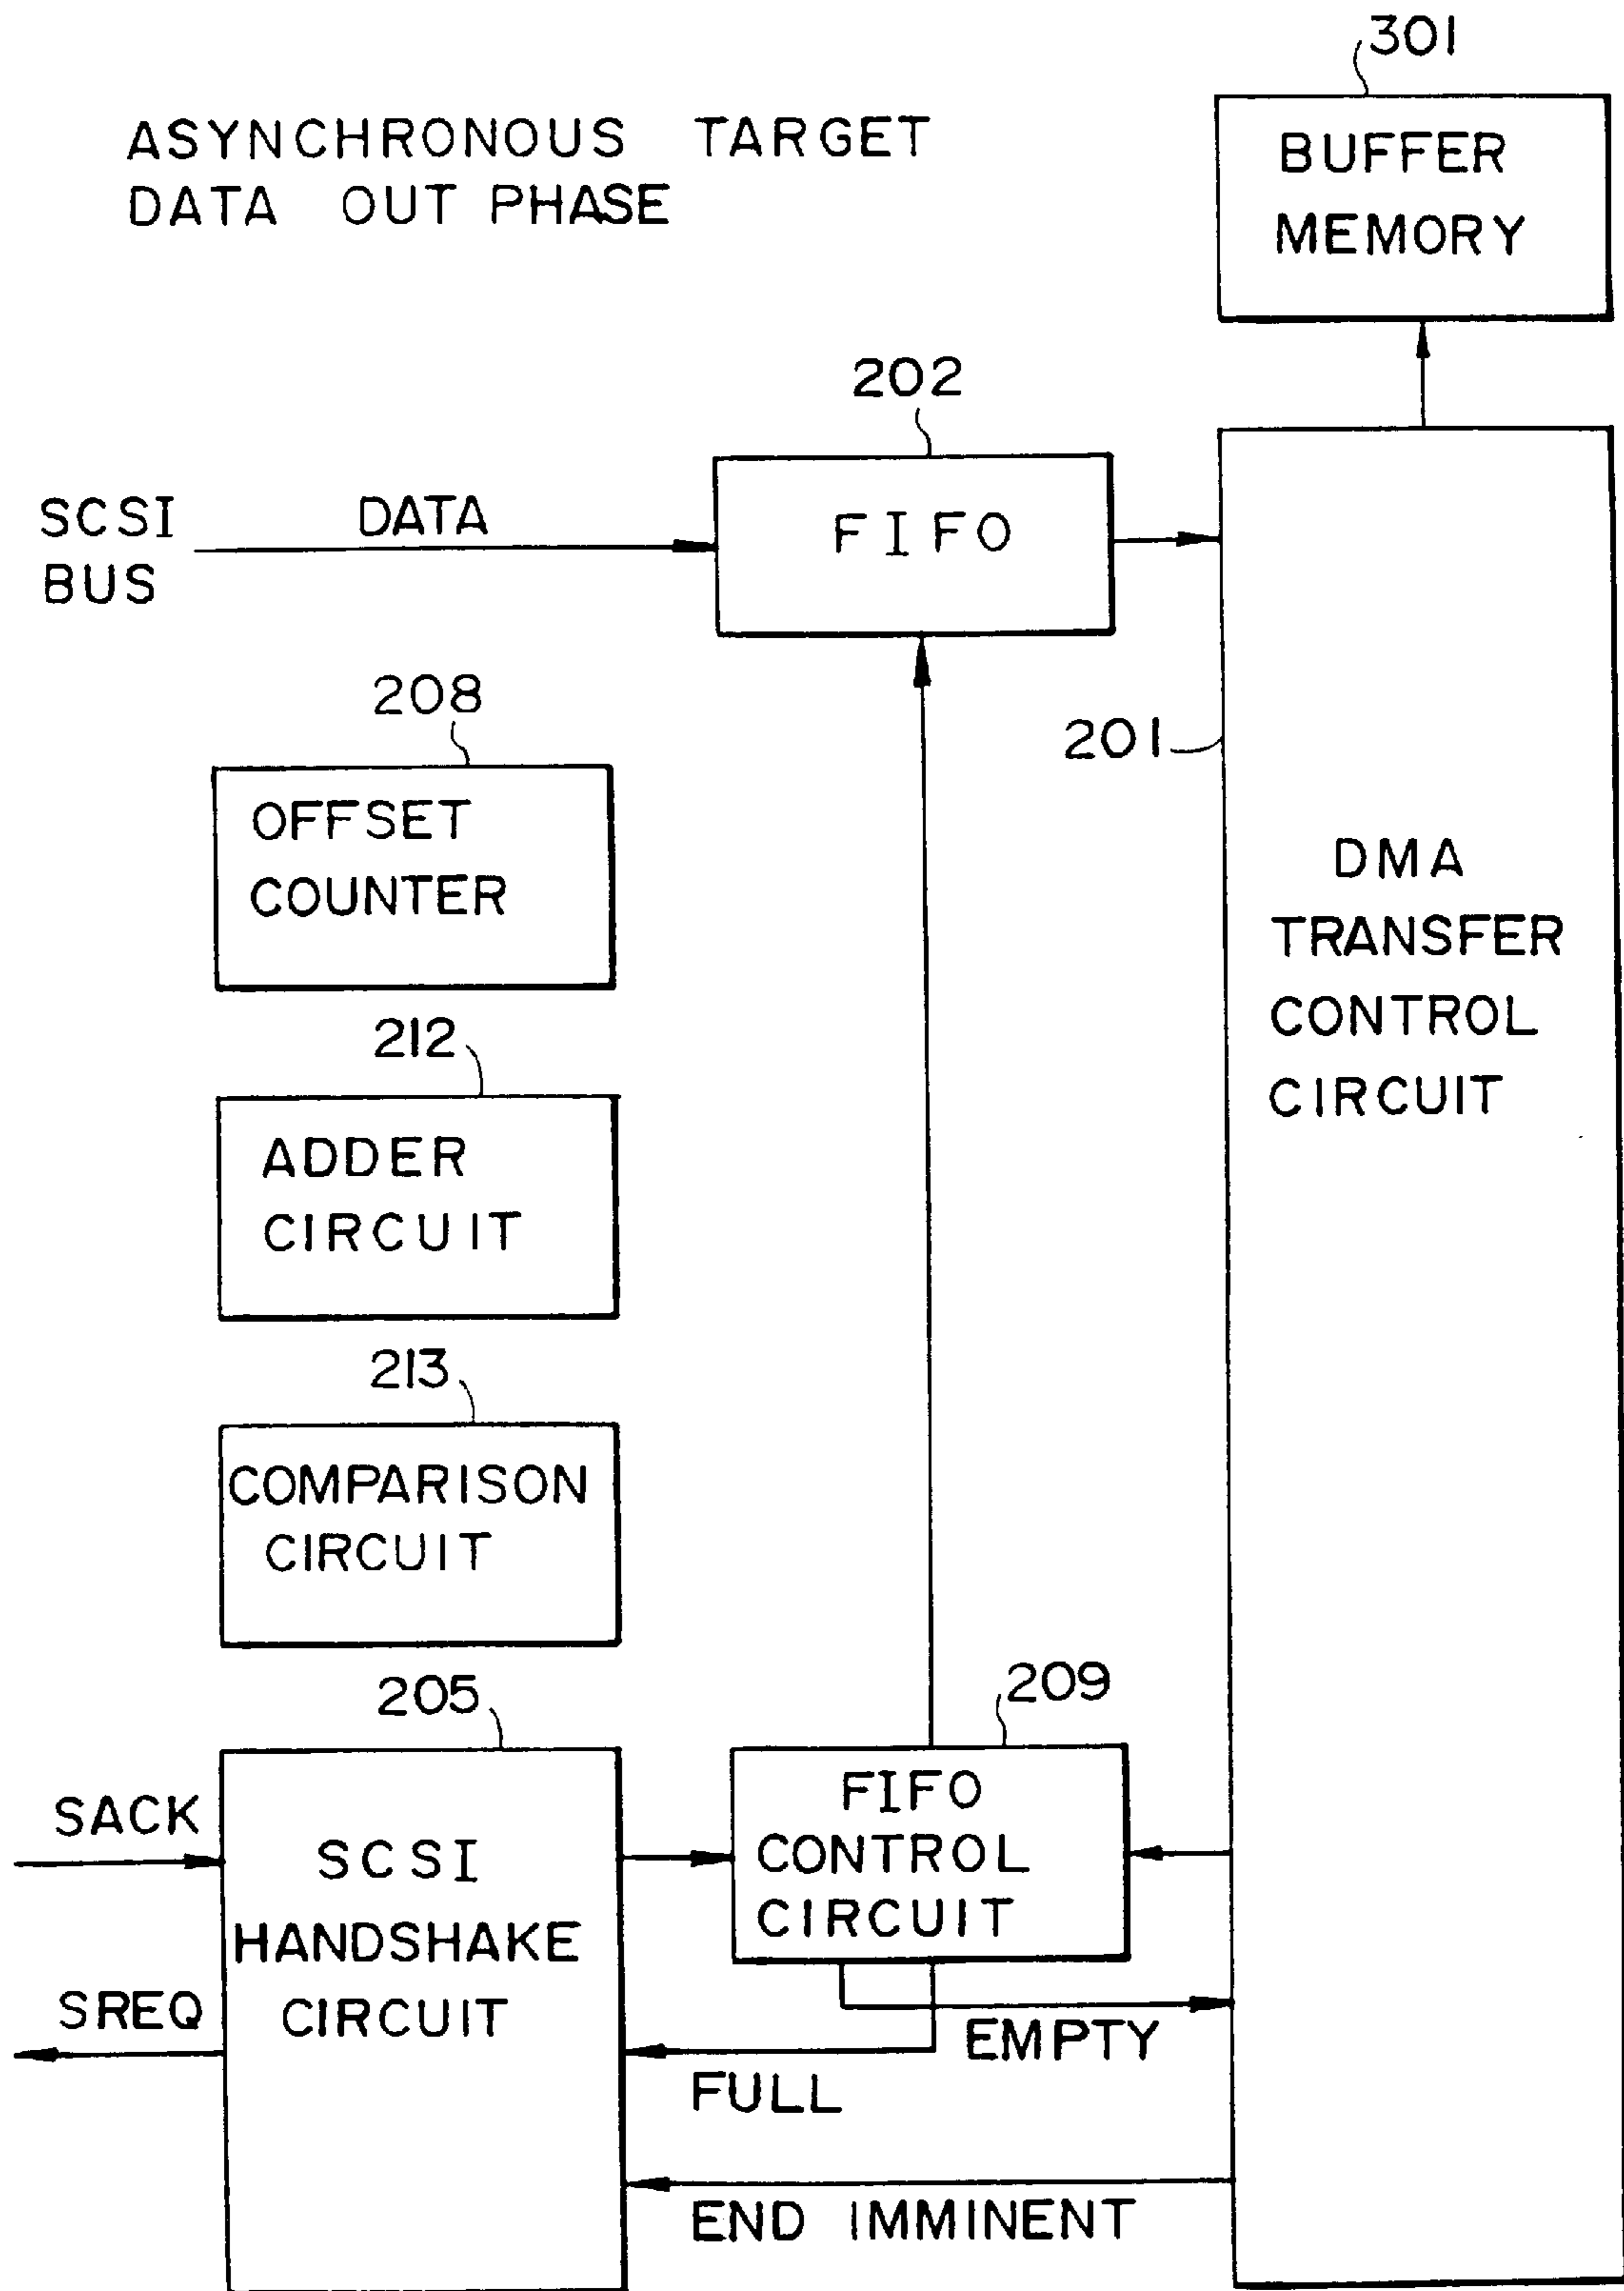 301
ASYNCHRONOUS TARGET
DATA OUT PHASE
BUFFER
MEMORY
202
SCSI
BUS
DATA
FIFO
208
201
OFFSET
COUNTER
DMA
TRANSFER
CONTROL
CIRCUIT
212
ADDER
CIRCUIT
213
COMPARISON
CIRCUIT
205
209
SACK
SCSI
HANDSHAKE
CIRCUIT
FIFO
CONTROL
CIRCUIT
SREQ
EMPTY
FULL
END IMMINENT